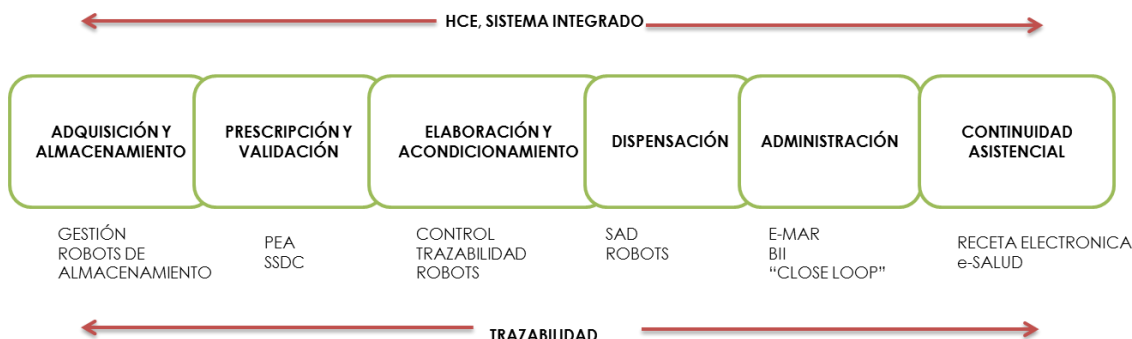 HCE, SISTEMA INTEGRADO
ADQUISICIÓN Y
ALMACENAMIENTO
PRESCRIPCIÓN Y
VALIDACIÓN
ELABORACIÓN Y
ACONDICIONAMIENTO
DISPENSACIÓN
ADMINISTRACIÓN
CONTINUIDAD
ASISTENCIAL
GESTIÓN
ROBOTS DE
ALMACENAMIENTO
PEA
SSDC
CONTROL
TRAZABILIDAD
ROBOTS
SAD
ROBOTS
E-MAR
BII
“CLOSE LOOP”
RECETA ELECTRONICA
e-SALUD
TRAZABILIDAD